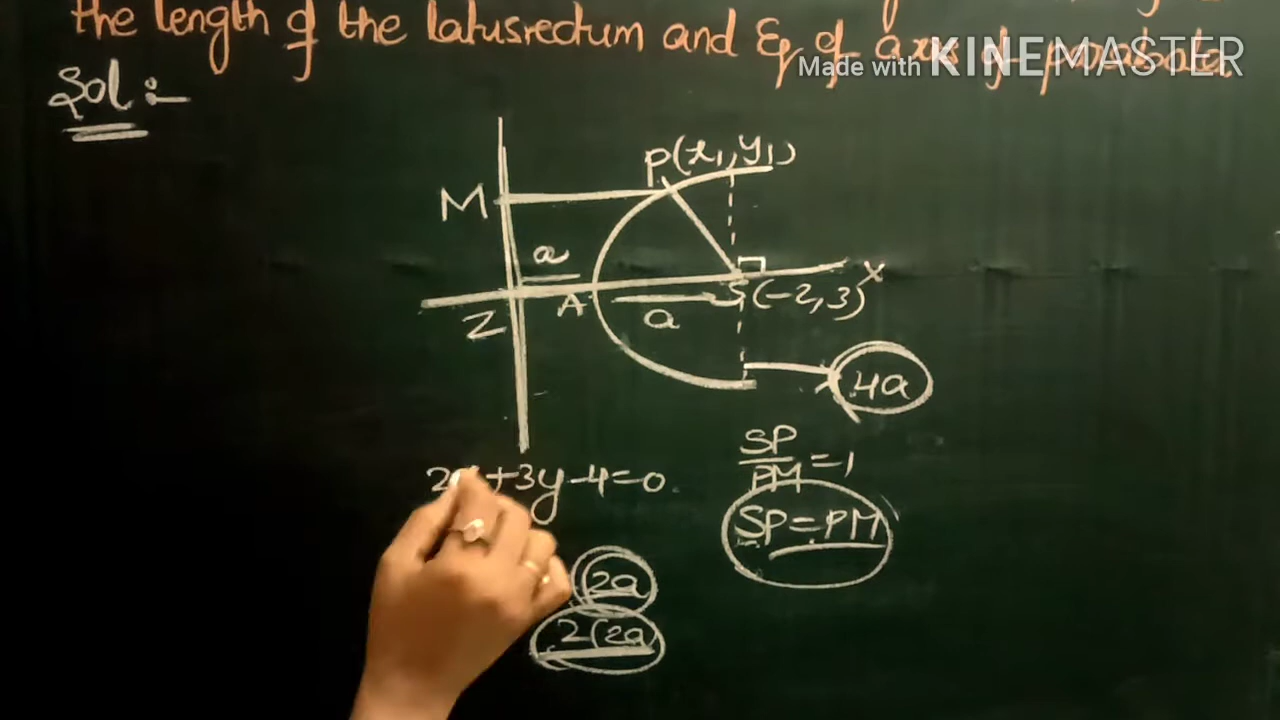 the length of the latusrectum and Eq of axis of parabola
Made with KINEMASTER
Sol :-
P(x₁, y₁)
M
a
X
Z
A
S(-2, 3)
a
4a
SP/PM = 1
2x+3y-4=0.
SP=PM
2a
2(2a